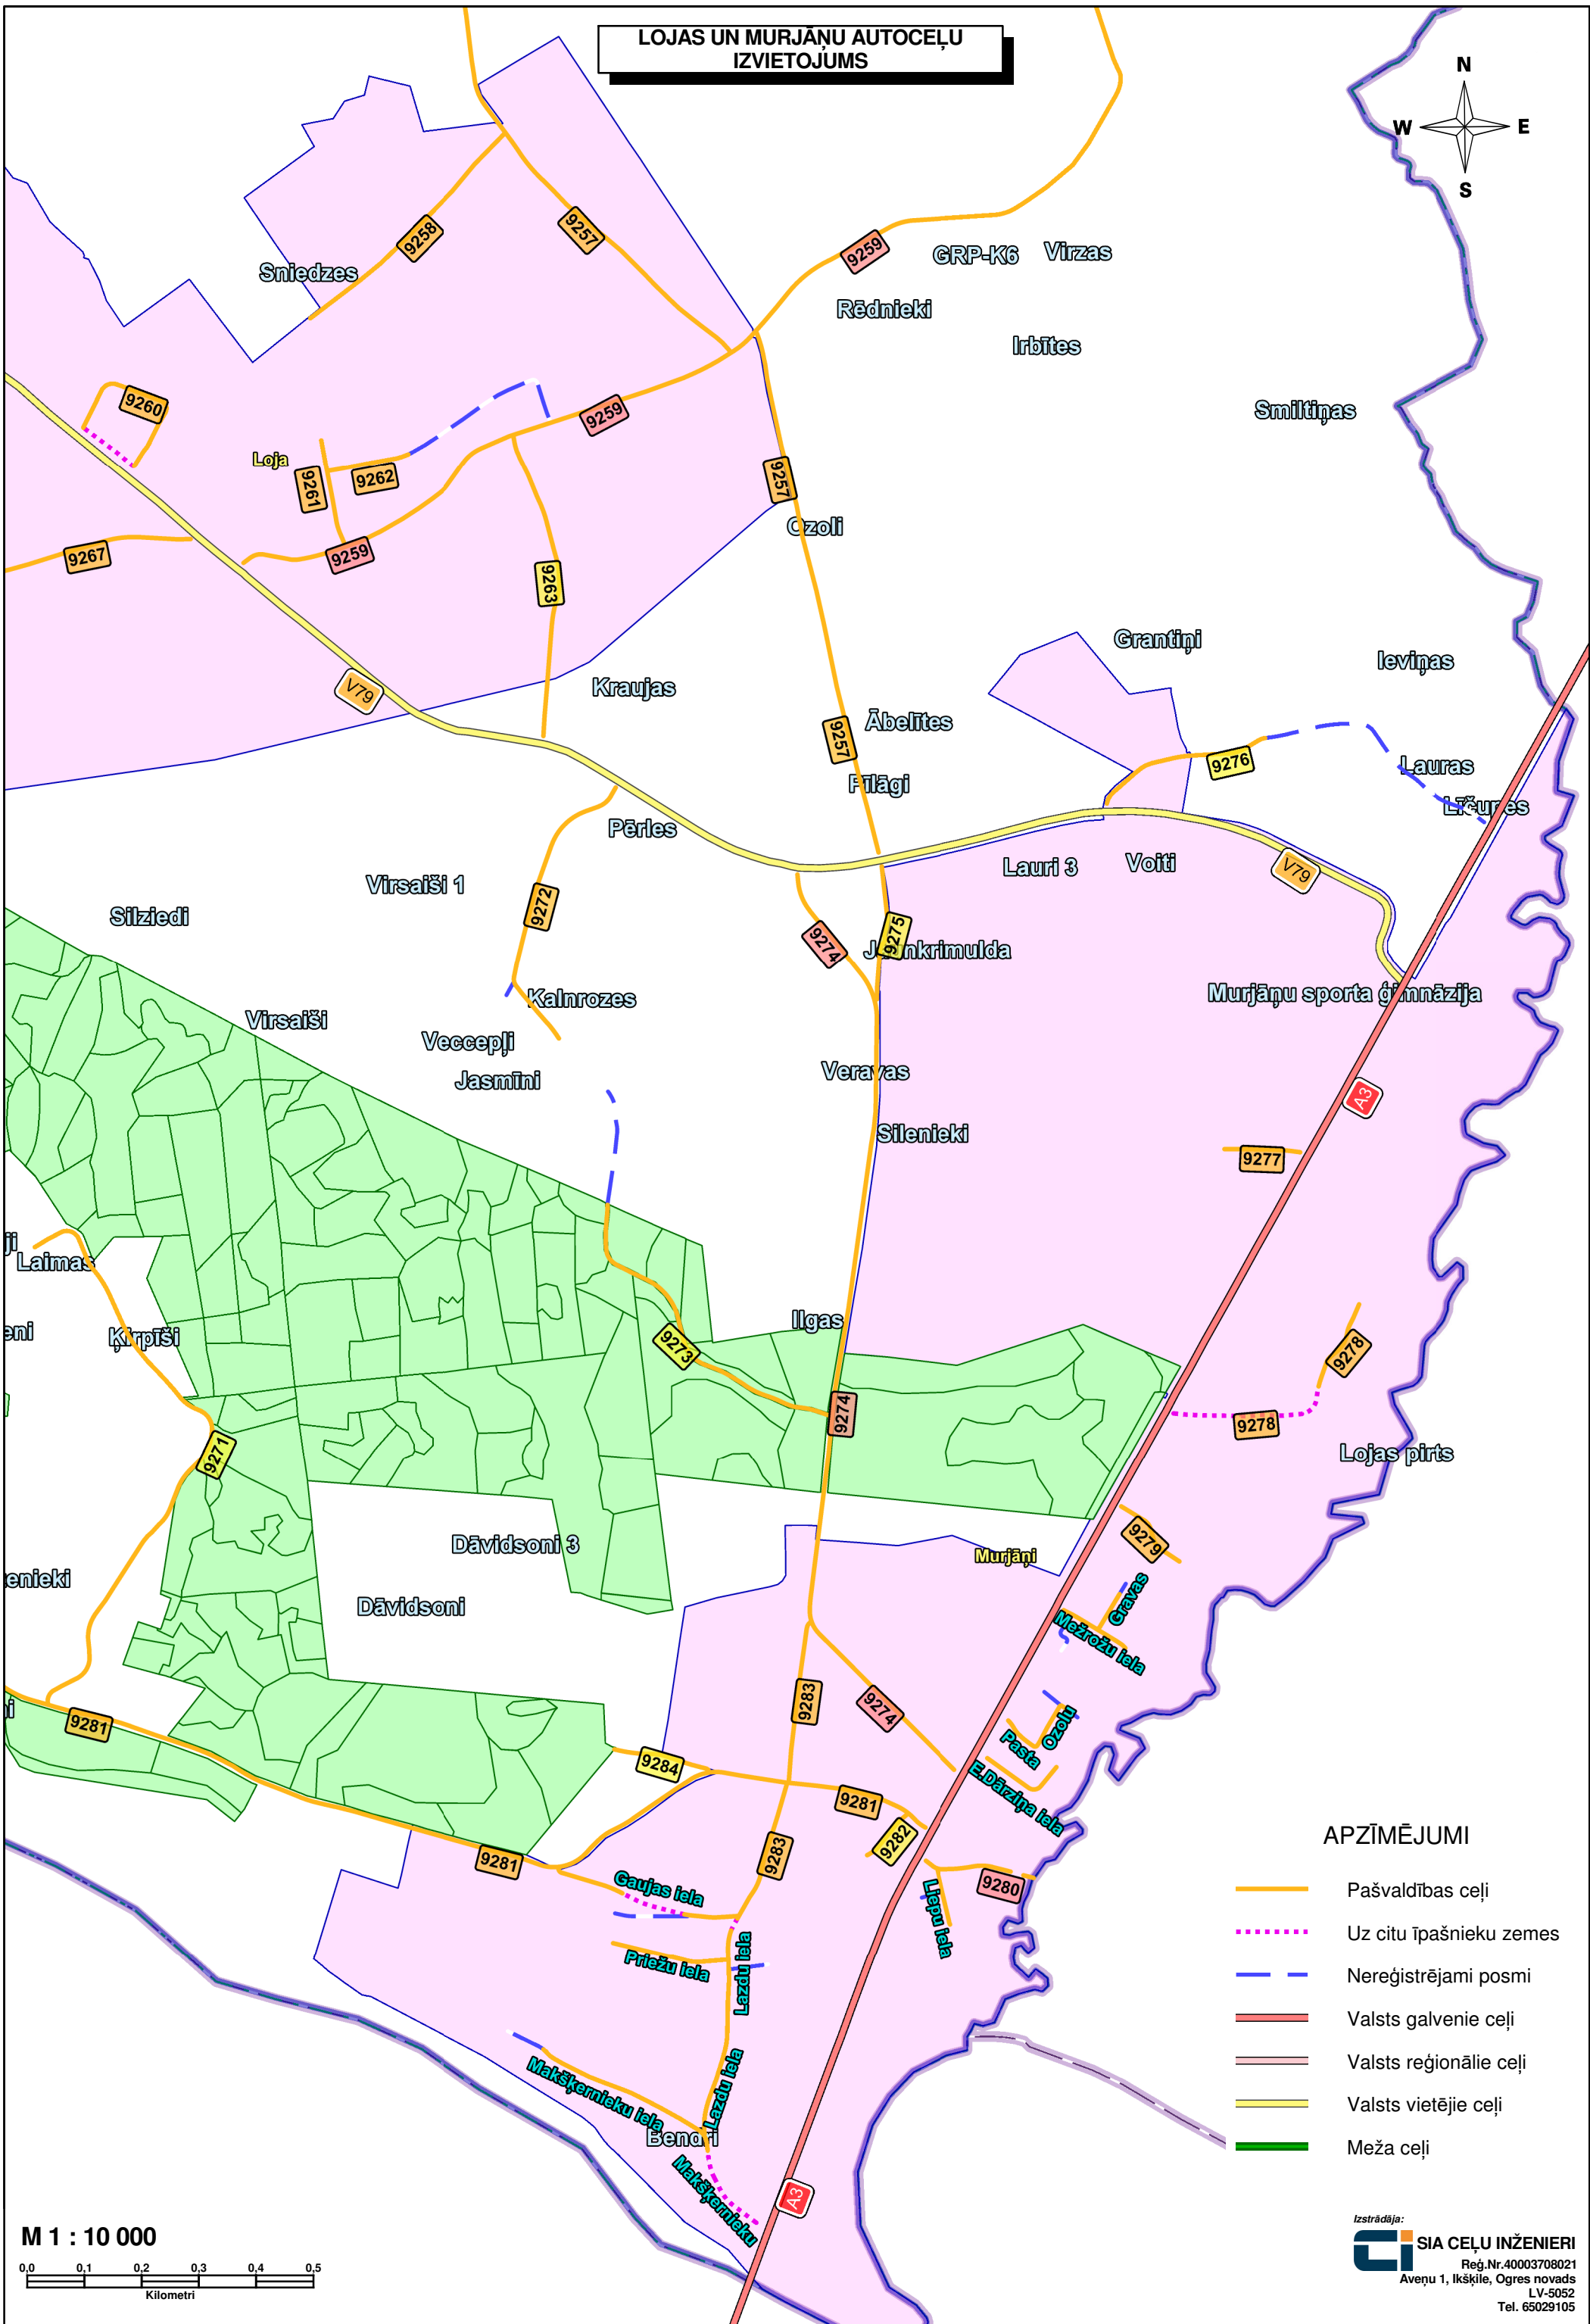 LOJAS UN MURJĀŅU AUTOCEĻU
IZVIETOJUMS
N
W
E
S
9258
9257
9259
GRP-K6
Virzas
Sniedzes
Rēdnieki
Irbītes
9260
9259
Smiltiņas
Loja
9261
9262
9257
Ozoli
9267
9259
9263
Grantiņi
Ieviņas
V79
Kraujas
Ābelītes
9257
9276
Lauras
Līčupes
Pērles
Lauri 3
Voiti
V79
Virsaiši 1
Silziedi
9272
9274
9275
Jaunkrimulda
Kalnrozes
Murjāņu sporta ģimnāzija
Virsaiši
Veccepļi
Jasmīni
Veravas
A3
Silenieki
9277
ji
Laimas
eni
Ķirpīši
Ilgas
9273
9278
9274
9278
9271
Lojas pirts
Dāvidsoni 3
Murjāņi
9279
enieki
Dāvidsoni
Gravas
Mežrožu iela
9283
9274
9281
Pasta
Ozolu
9284
E.Dārziņa iela
9281
9282
9283
9281
Gaujas iela
9280
Liepu iela
Priežu iela
Lazdu iela
Makšķernieku iela
Lazdu iela
Bendri
Makšķernieku
A3
APZĪMĒJUMI
Pašvaldības ceļi
Uz citu īpašnieku zemes
Nereģistrējami posmi
Valsts galvenie ceļi
Valsts reģionālie ceļi
Valsts vietējie ceļi
Meža ceļi
M 1 : 10 000
0,0 0,1 0,2 0,3 0,4 0,5
Kilometri
Izstrādāja:
SIA CEĻU INŽENIERI
Reģ.Nr.40003708021
Aveņu 1, Ikšķile, Ogres novads
LV-5052
Tel. 65029105